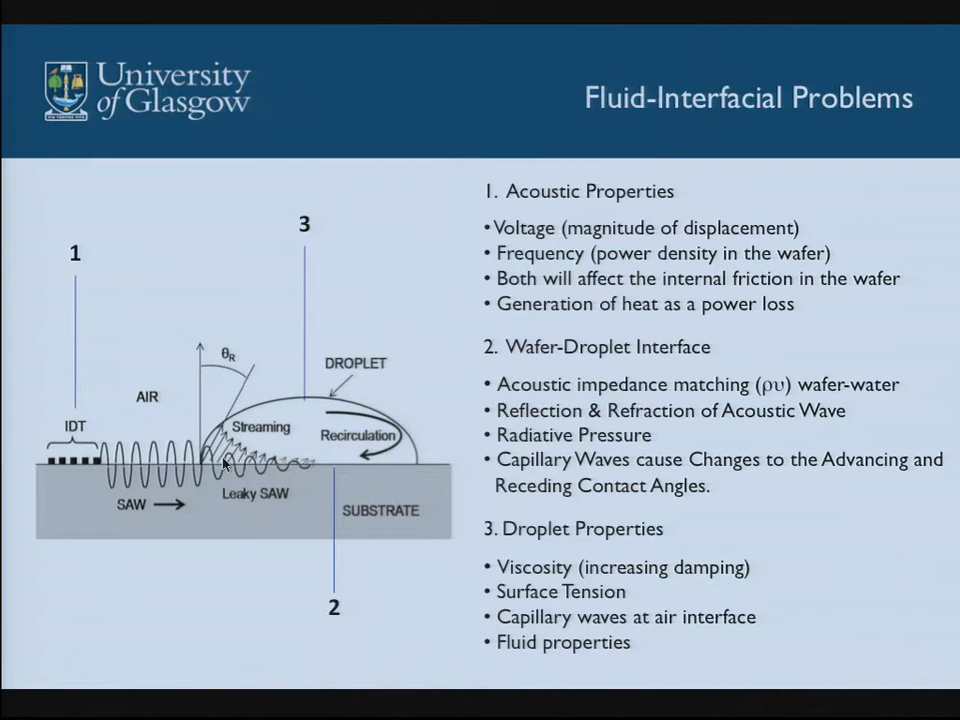 University
of Glasgow
VIA VERITAS VITA
Fluid-Interfacial Problems
1
3
θR
DROPLET
AIR
IDT
Streaming
Recirculation
SAW
Leaky SAW
SUBSTRATE
2
1. Acoustic Properties
• Voltage (magnitude of displacement)
• Frequency (power density in the wafer)
• Both will affect the internal friction in the wafer
• Generation of heat as a power loss
2. Wafer-Droplet Interface
• Acoustic impedance matching (ρυ) wafer-water
• Reflection & Refraction of Acoustic Wave
• Radiative Pressure
• Capillary Waves cause Changes to the Advancing and
Receding Contact Angles.
3. Droplet Properties
• Viscosity (increasing damping)
• Surface Tension
• Capillary waves at air interface
• Fluid properties